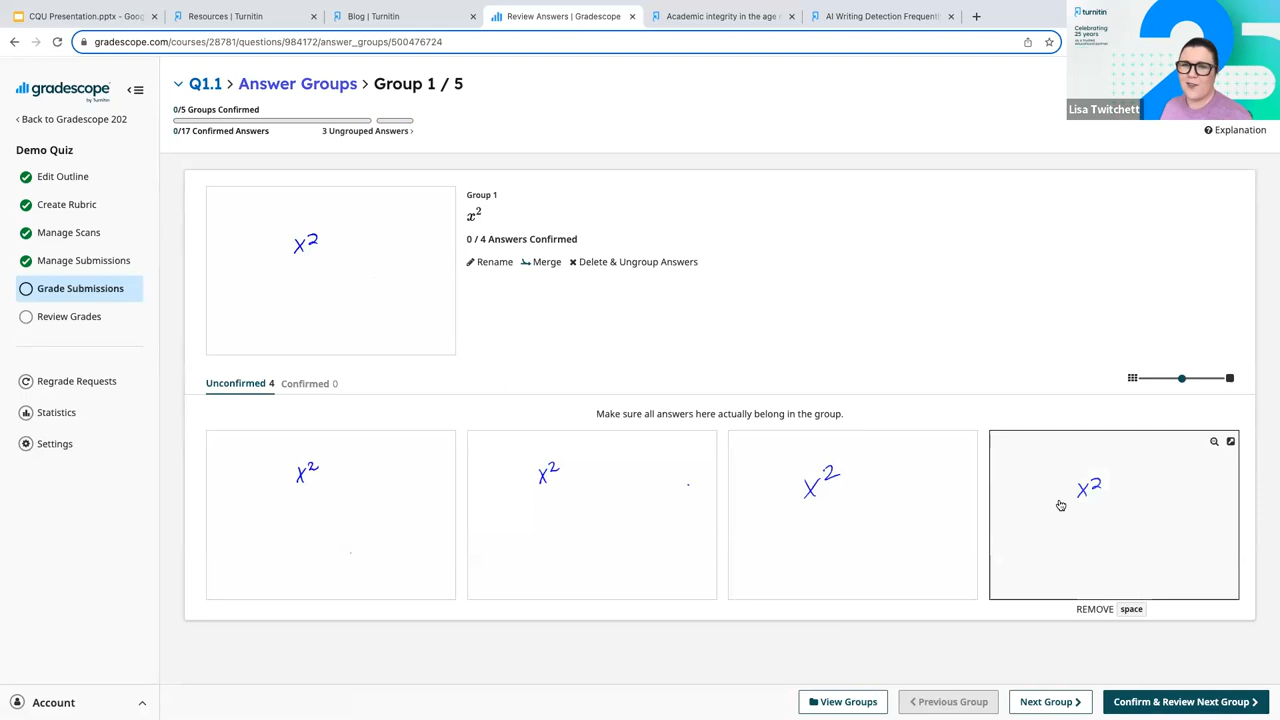 CQU Presentation.pptx - Goog
Resources | Turnitin
Blog | Turnitin
Review Answers | Gradescope
Academic integrity in the age
AI Writing Detection Frequentl
gradescope.com/courses/28781/questions/984172/answer_groups/500476724
turnitin
Celebrating
25 years
Lisa Twitchett
gradescope
by Turnitin
Back to Gradescope 202
Demo Quiz
Edit Outline
Create Rubric
Manage Scans
Manage Submissions
Grade Submissions
Review Grades
Regrade Requests
Statistics
Settings
Account
Q1.1 > Answer Groups > Group 1 / 5
0/5 Groups Confirmed
0/17 Confirmed Answers 3 Ungrouped Answers ›
Explanation
x²
Group 1
x²
0 / 4 Answers Confirmed
Rename Merge Delete & Ungroup Answers
Unconfirmed 4 Confirmed 0
Make sure all answers here actually belong in the group.
x² x² x² x²
REMOVE space
View Groups Previous Group Next Group Confirm & Review Next Group